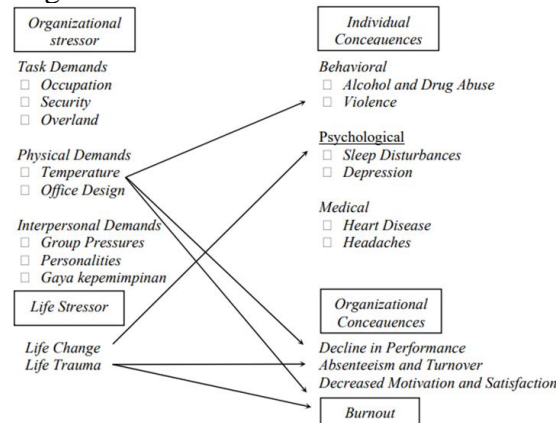 Organizational
stressor
Task Demands
Occupation
Security
Overland
Physical Demands
Temperature
Office Design
Interpersonal Demands
Group Pressures
Personalities
Gaya kepemimpinan
Life Stressor
Life Change
Life Trauma
Individual
Concequences
Behavioral
Alcohol and Drug Abuse
Violence
Psychological
Sleep Disturbances
Depression
Medical
Heart Disease
Headaches
Organizational
Concequences
Decline in Performance
Absenteeism and Turnover
Decreased Motivation and Satisfaction
Burnout